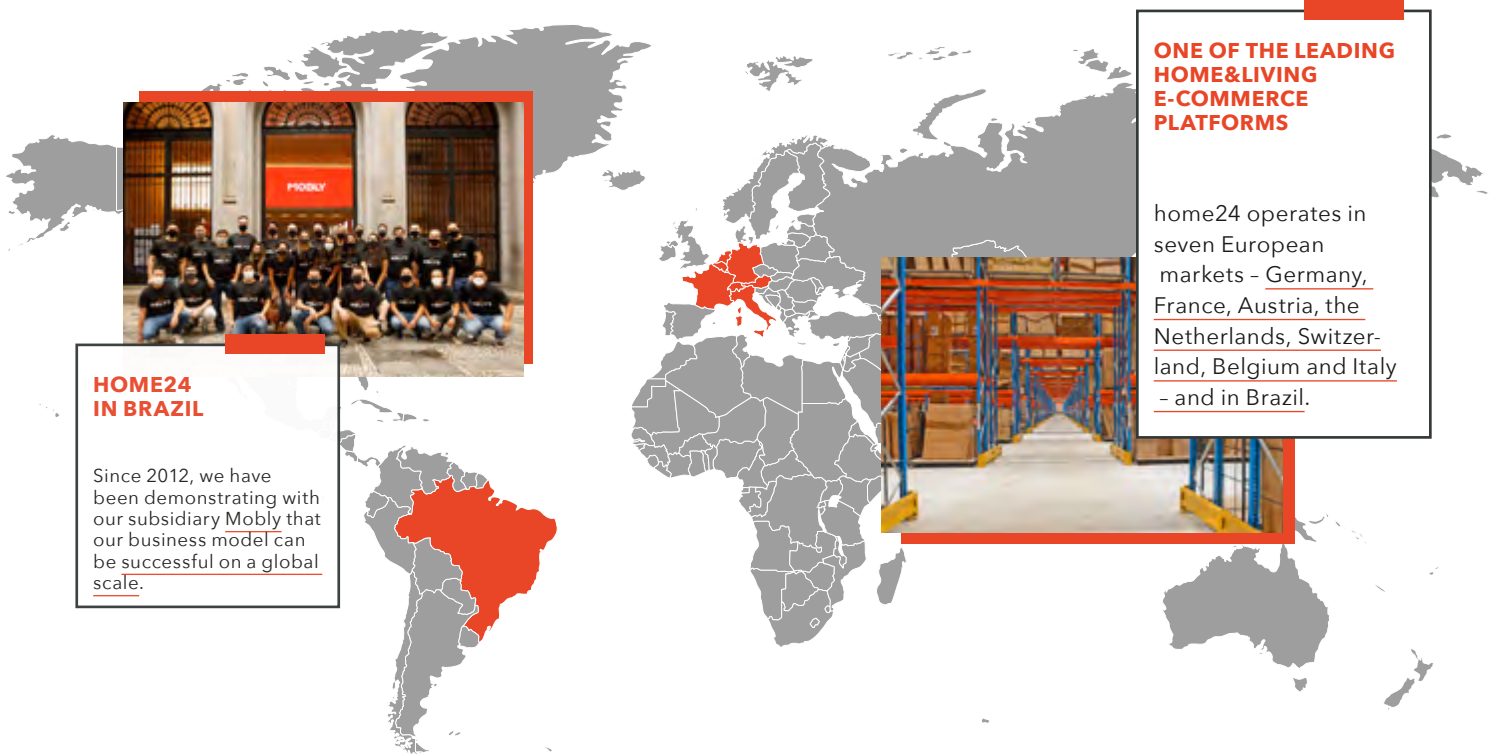 MOBLY
HOME24
IN BRAZIL
Since 2012, we have
been demonstrating with
our subsidiary Mobly that
our business model can
be successful on a global
scale.
ONE OF THE LEADING
HOME&LIVING
E-COMMERCE
PLATFORMS
home24 operates in
seven European
markets – Germany,
France, Austria, the
Netherlands, Switzer-
land, Belgium and Italy
– and in Brazil.